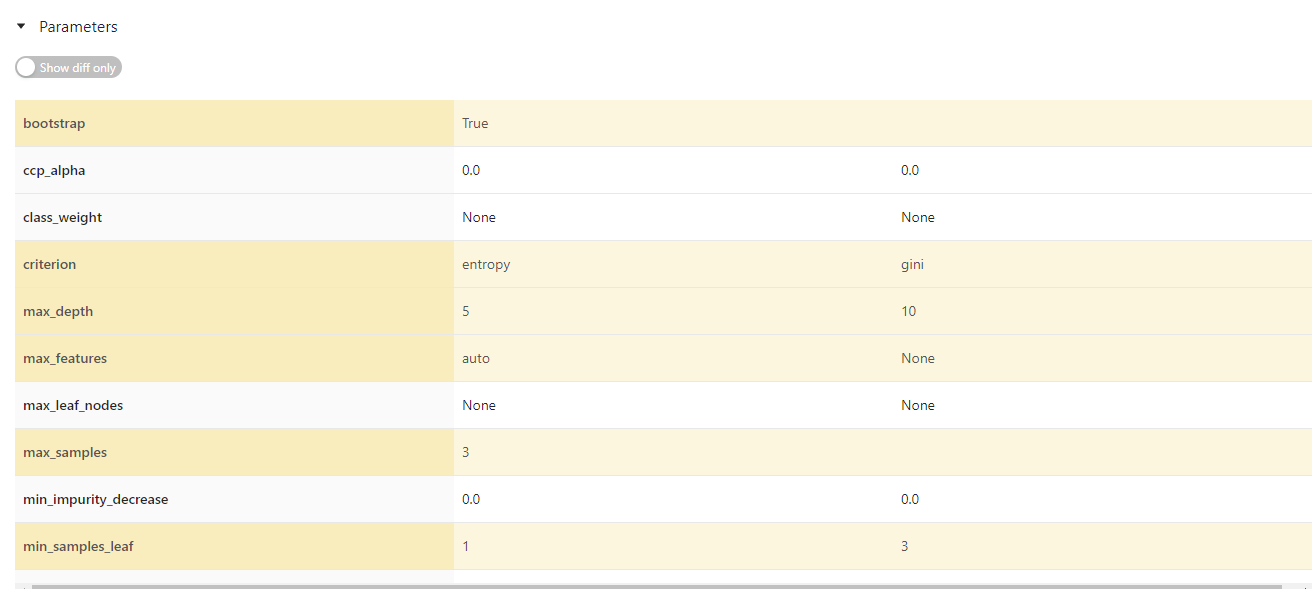 Parameters
Show diff only
bootstrap True
ccp_alpha 0.0 0.0
class_weight None None
criterion entropy gini
max_depth 5 10
max_features auto None
max_leaf_nodes None None
max_samples 3
min_impurity_decrease 0.0 0.0
min_samples_leaf 1 3